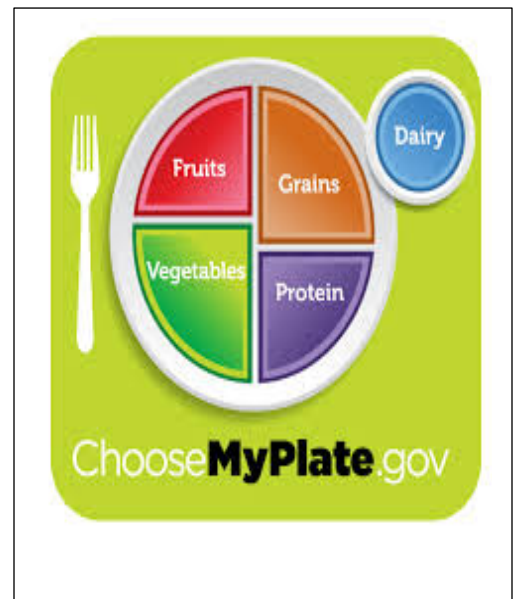 Dairy
Fruits
Grains
Vegetables
Protein
ChooseMyPlate.gov